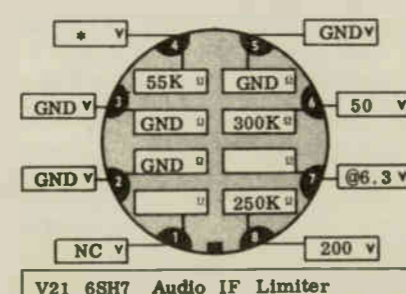 * V
GND V
4
5
55K Ω
GND Ω
GND V
3
6
50 V
GND Ω
300K Ω
GND Ω
Ω
GND V
2
7
@6.3 V
Ω
250K Ω
NC V
1
8
200 V
V21 6SH7 Audio IF Limiter